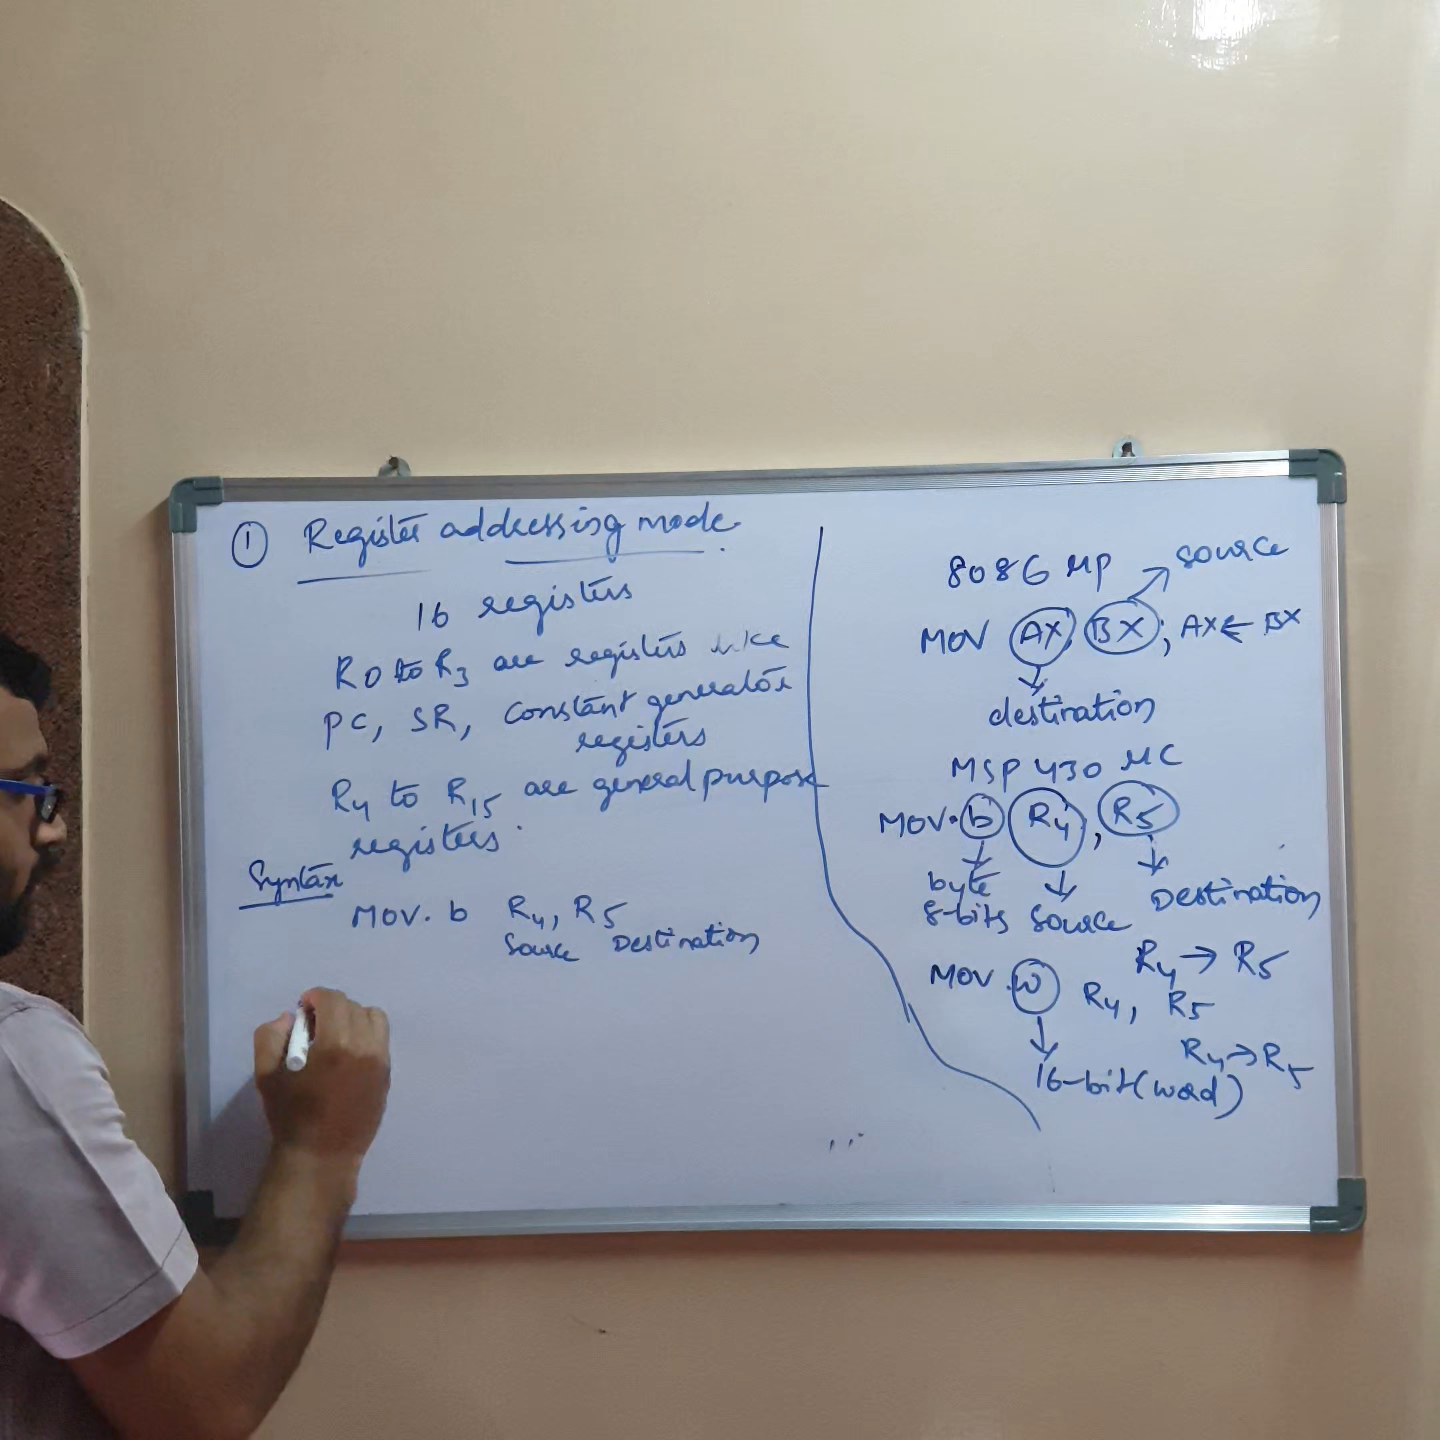 ① Register addressing mode.
16 registers
R0 to R3 are registers like
PC, SR, Constant generator
registers
R4 to R15 are general purpose
registers.
Syntax
MOV. b R4, R5
Source Destination
8086 MP
source
MOV AX, BX; AX ← BX
destination
MSP430 MC
MOV.b R4, R5
byte
8-bits source Destination
R4 → R5
MOV.W R4, R5
R4 → R5
16-bit(word)